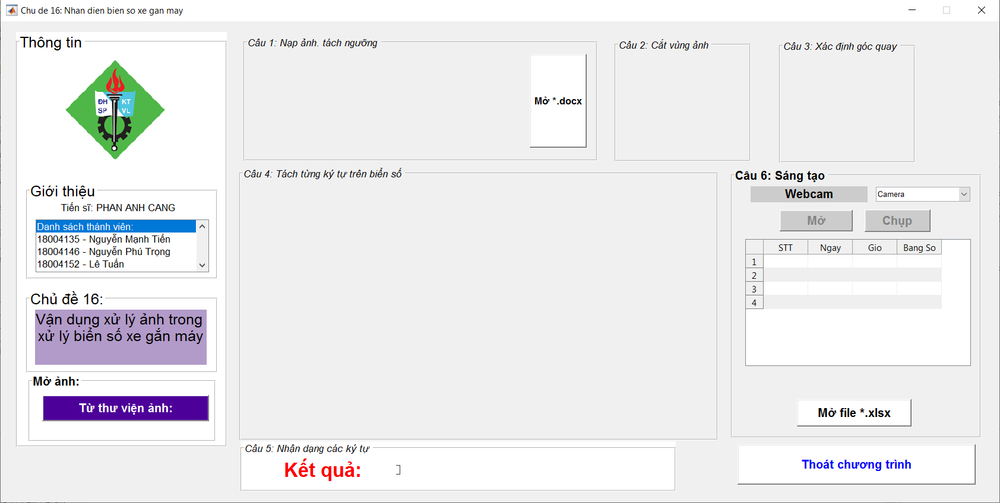 Chu de 16: Nhan dien bien so xe gan may
Thông tin
ĐH KT
SP VL
Giới thiệu
Tiến sĩ: PHAN ANH CANG
Danh sách thành viên:
18004135 - Nguyễn Mạnh Tiến
18004146 - Nguyễn Phú Trọng
18004152 - Lê Tuấn
Chủ đề 16:
Vận dụng xử lý ảnh trong
xử lý biển số xe gắn máy
Mở ảnh:
Từ thư viện ảnh:
Câu 1: Nạp ảnh. tách ngưỡng
Mở *.docx
Câu 2: Cắt vùng ảnh
Câu 3: Xác định góc quay
Câu 4: Tách từng ký tự trên biển số
Câu 5: Nhận dạng các ký tự
Kết quả:
Câu 6: Sáng tạo
Webcam
Camera
Mở
Chụp
STT Ngay Gio Bang So
1
2
3
4
Mở file *.xlsx
Thoát chương trình